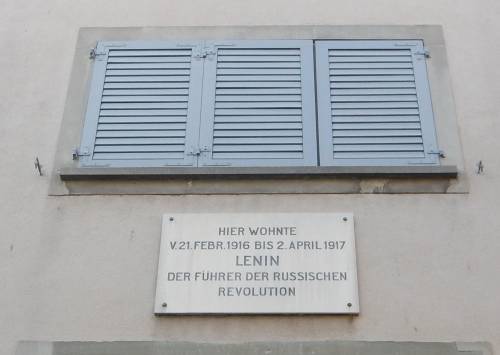 HIER WOHNTE
V. 21. FEBR. 1916 BIS 2. APRIL 1917
LENIN
DER FÜHRER DER RUSSISCHEN
REVOLUTION